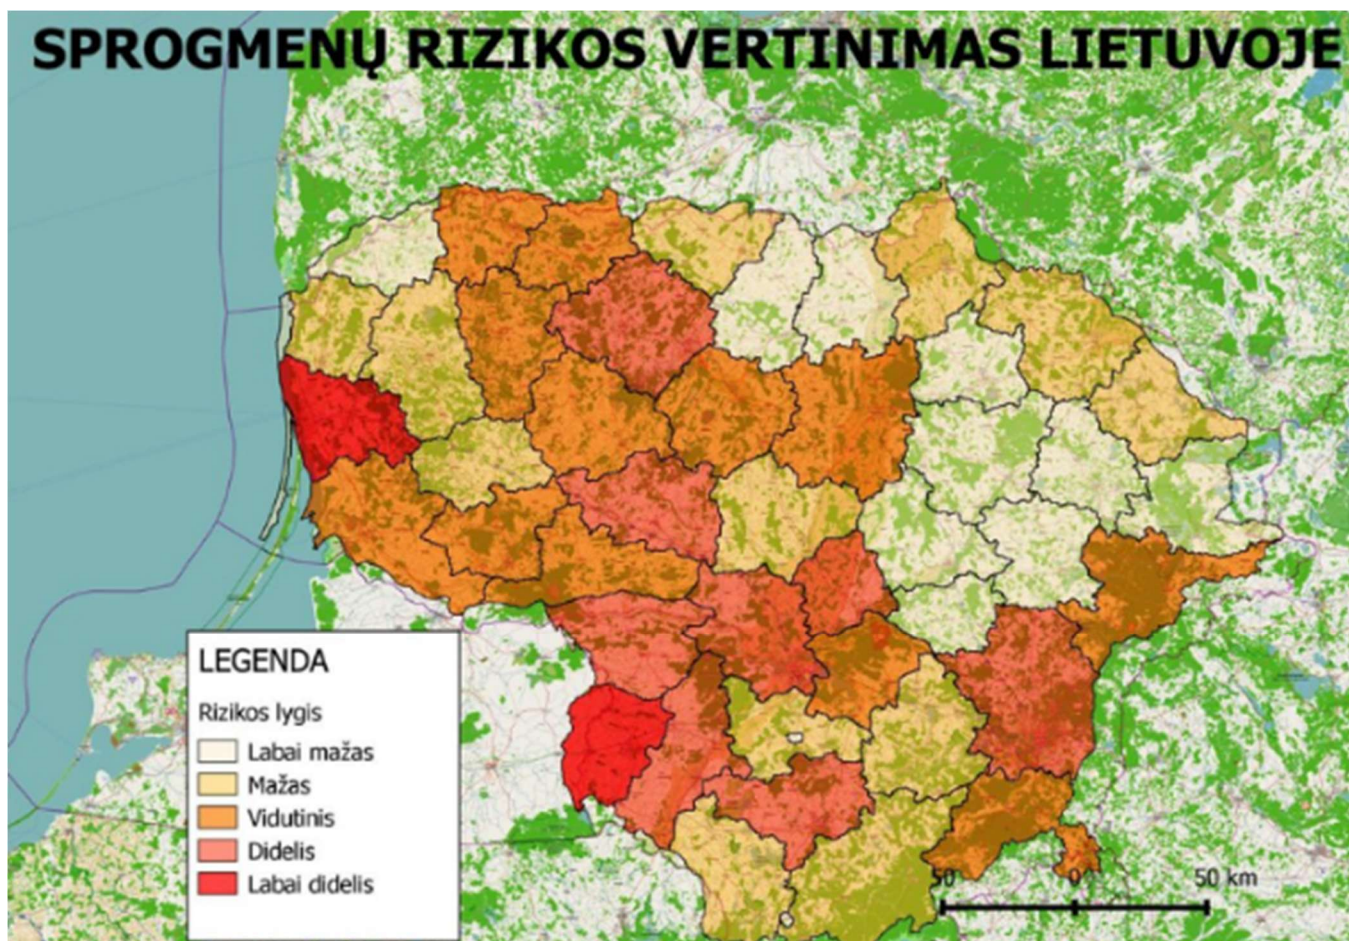 SPROGMENŲ RIZIKOS VERTINIMAS LIETUVOJE
LEGENDA
Rizikos lygis
Labai mažas
Mažas
Vidutinis
Didelis
Labai didelis
50 0 50 km